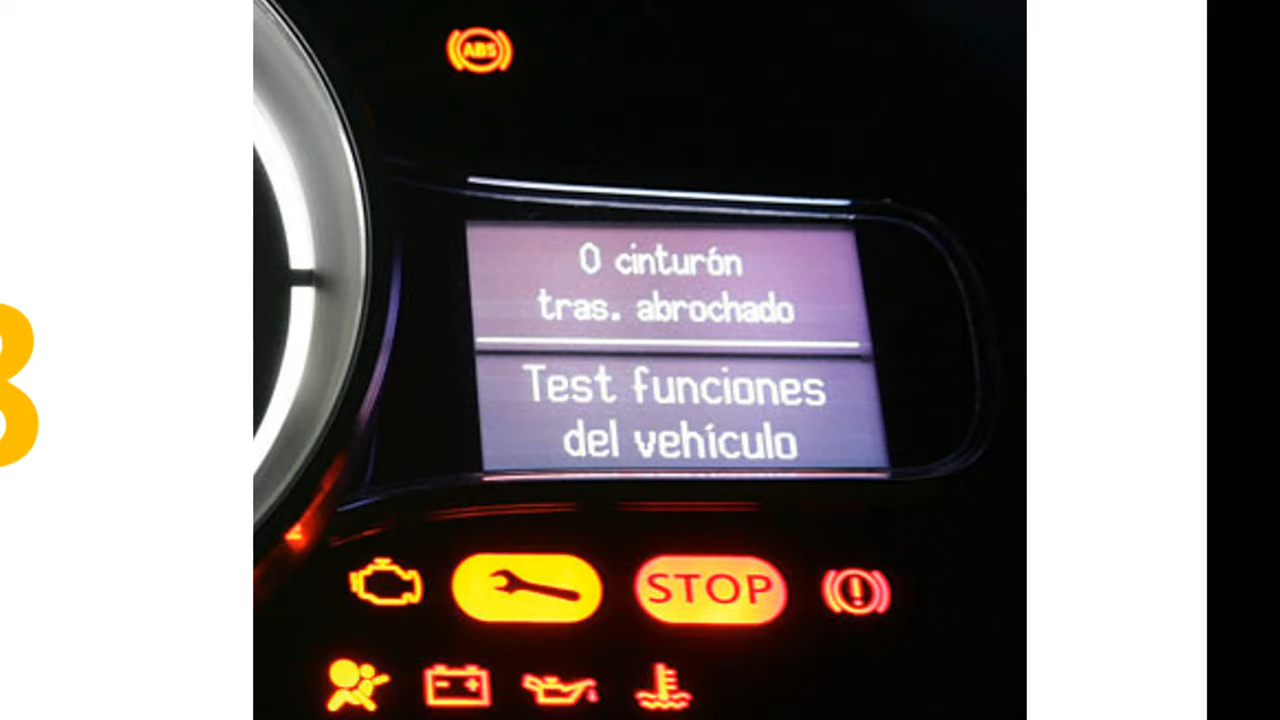 ABS
0 cinturón
tras. abrochado
Test funciones
del vehículo
STOP